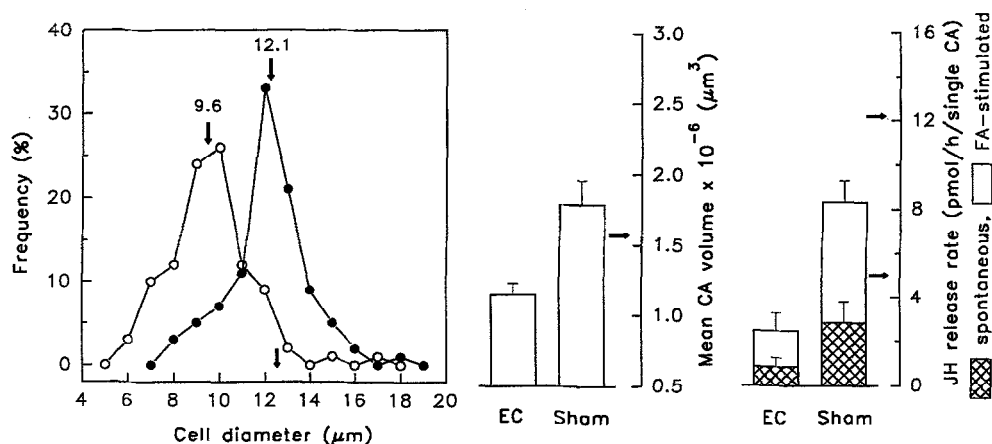 40
30
20
10
0
Frequency (%)
9.6
12.1
4 6 8 10 12 14 16 18 20
Cell diameter (μm)
3.0
2.5
2.0
1.5
1.0
0.5
Mean CA volume × 10⁻⁶ (μm³)
EC Sham
16
12
8
4
0
JH release rate (pmol/h/single CA)
spontaneous, FA-stimulated
EC Sham